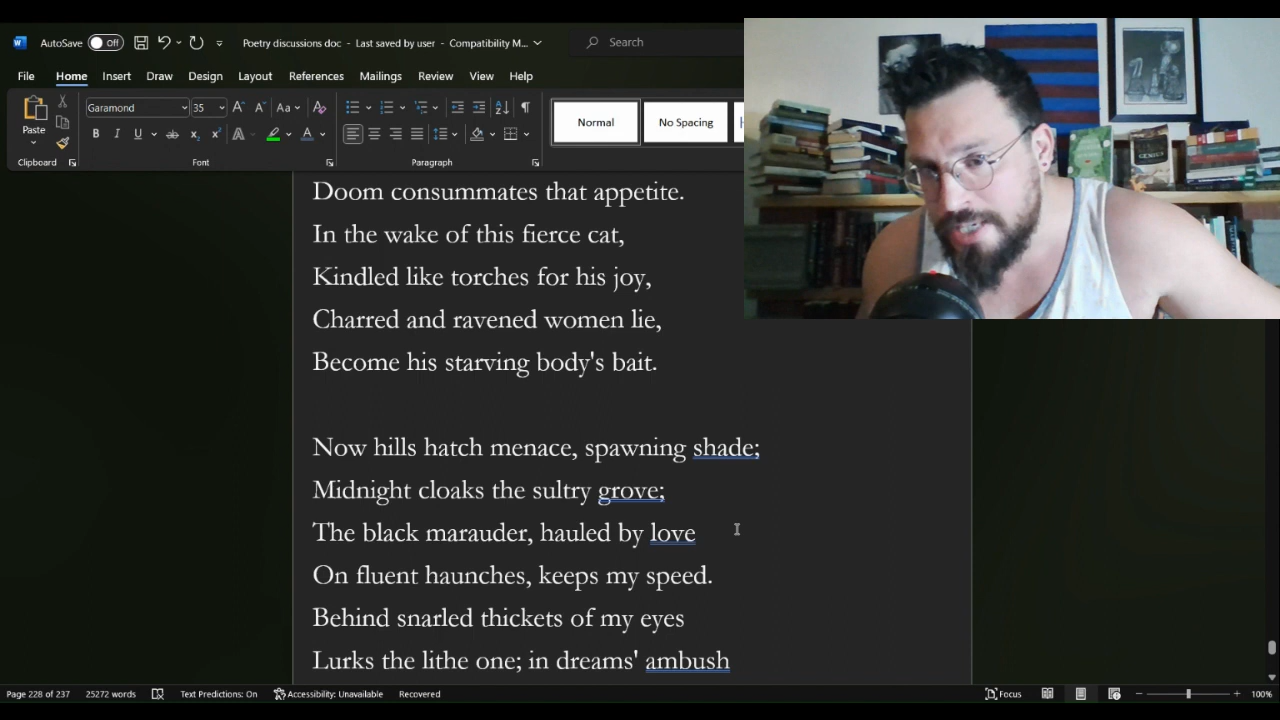 AutoSave Off Poetry discussions doc - Last saved by user - Compatibility M... Search
File Home Insert Draw Design Layout References Mailings Review View Help
Paste Garamond 35 Normal No Spacing
Clipboard Font Paragraph
Doom consummates that appetite.
In the wake of this fierce cat,
Kindled like torches for his joy,
Charred and ravened women lie,
Become his starving body's bait.
Now hills hatch menace, spawning shade;
Midnight cloaks the sultry grove;
The black marauder, hauled by love
On fluent haunches, keeps my speed.
Behind snarled thickets of my eyes
Lurks the lithe one; in dreams' ambush
Page 228 of 237 25272 words Text Predictions: On Accessibility: Unavailable Recovered Focus 100%